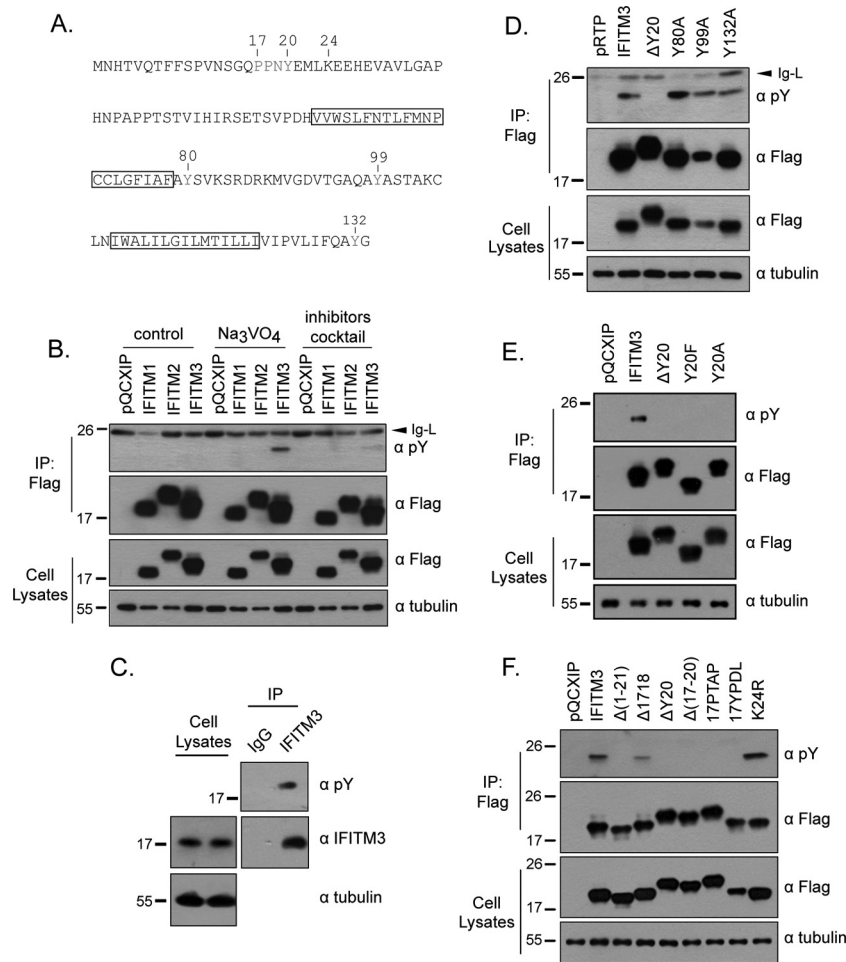 A.
17 20 24
MNHTVQTFFSPVNSGQPPNYEMLKEEHEVAVLGAP
HNPAPPTSTVIHIRSETSVPDHVVWSLFNTLFMNP
80 99
CCLGFIAFAYSVKSRDRKMVGDVTGAQAYASTAKC
132
LNIWALILGILMTILLIVIPVLIFQAYG
B.
control Na3VO4 inhibitors cocktail
pQCXIP IFITM1 IFITM2 IFITM3 pQCXIP IFITM1 IFITM2 IFITM3 pQCXIP IFITM1 IFITM2 IFITM3
26 Ig-L
α pY
IP: Flag
17 α Flag
Cell Lysates
17 α Flag
55 α tubulin
C.
IP
Cell Lysates IgG IFITM3
17 α pY
17 α IFITM3
55 α tubulin
D.
pRTP IFITM3 ΔY20 Y80A Y99A Y132A
26 Ig-L
α pY
IP: Flag
17 α Flag
Cell Lysates
17 α Flag
55 α tubulin
E.
pQCXIP IFITM3 ΔY20 Y20F Y20A
26 α pY
IP: Flag
17 α Flag
Cell Lysates
17 α Flag
55 α tubulin
F.
pQCXIP IFITM3 Δ(1-21) Δ1718 ΔY20 Δ(17-20) 17PTAP 17YPDL K24R
26 α pY
IP: Flag
26
17 α Flag
Cell Lysates
26
17 α Flag
55 α tubulin